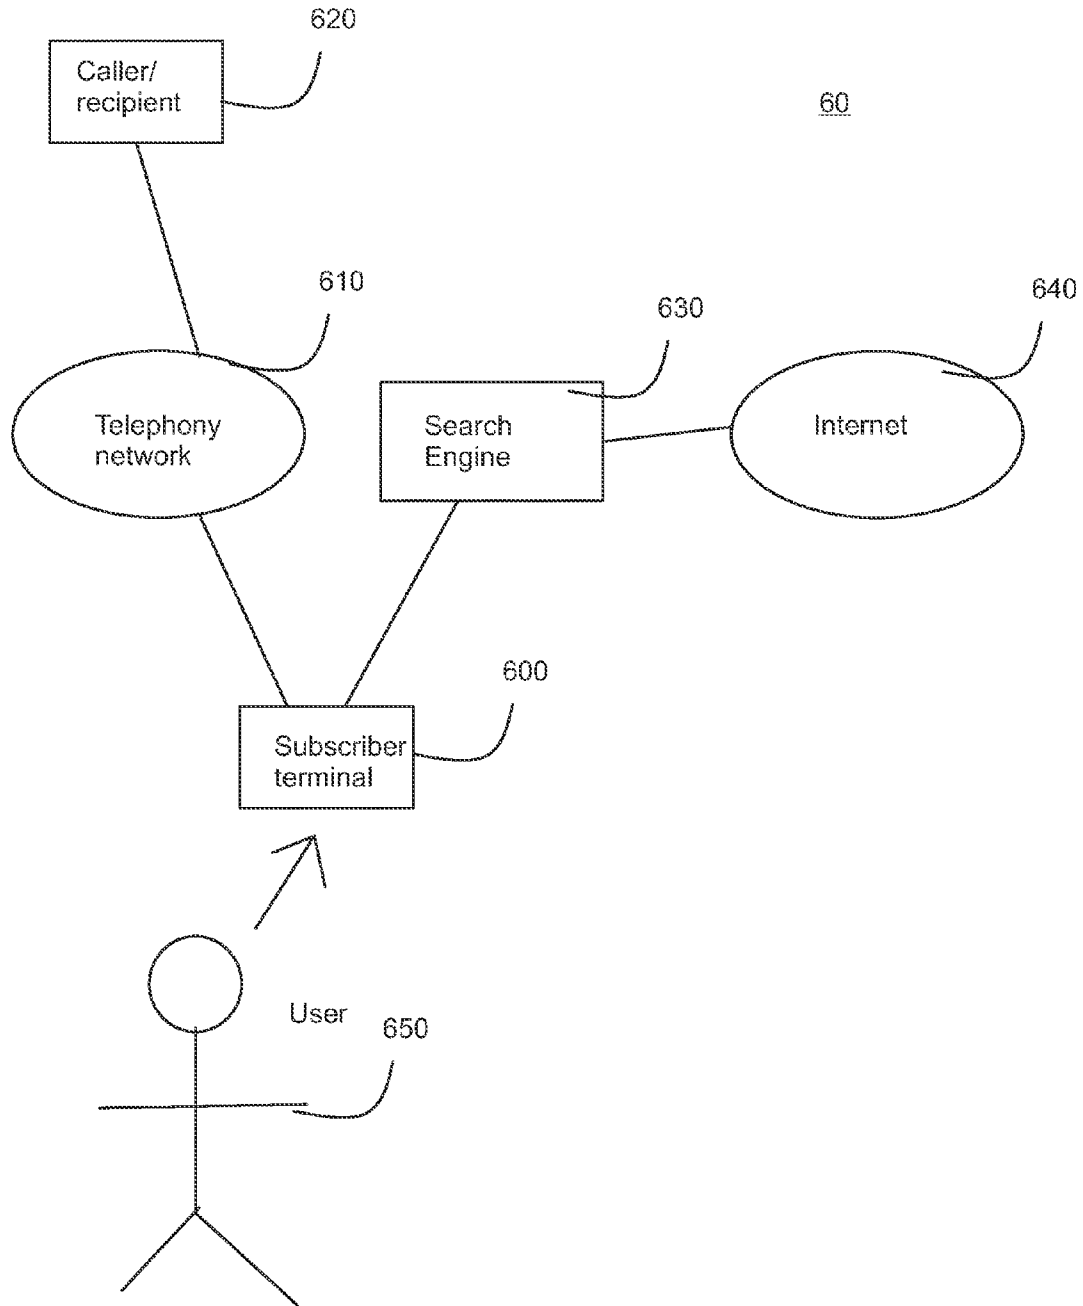 620
Caller/
recipient
60
610
630
640
Telephony
network
Search
Engine
Internet
600
Subscriber
terminal
User
650